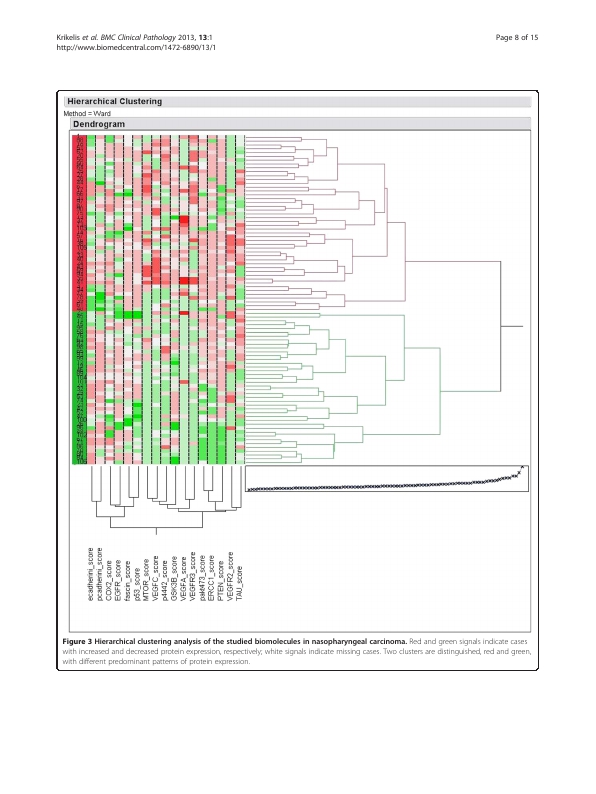 Krikelis et al. BMC Clinical Pathology 2013, 13:1
Page 8 of 15
http://www.biomedcentral.com/1472-6890/13/1
Hierarchical Clustering
Method = Ward
Dendrogram
ecadherini_score
pcadherini_score
COX2_score
EGFR_score
fascin_score
p53_score
MTOR_score
VEGFC_score
p4442_score
GSK3B_score
VEGFA_score
VEGFR3_score
pakt473_score
ERCC1_score
PTEN_score
VEGFR2_score
TAU_score
Figure 3 Hierarchical clustering analysis of the studied biomolecules in nasopharyngeal carcinoma. Red and green signals indicate cases
with increased and decreased protein expression, respectively; white signals indicate missing cases. Two clusters are distinguished, red and green,
with different predominant patterns of protein expression.